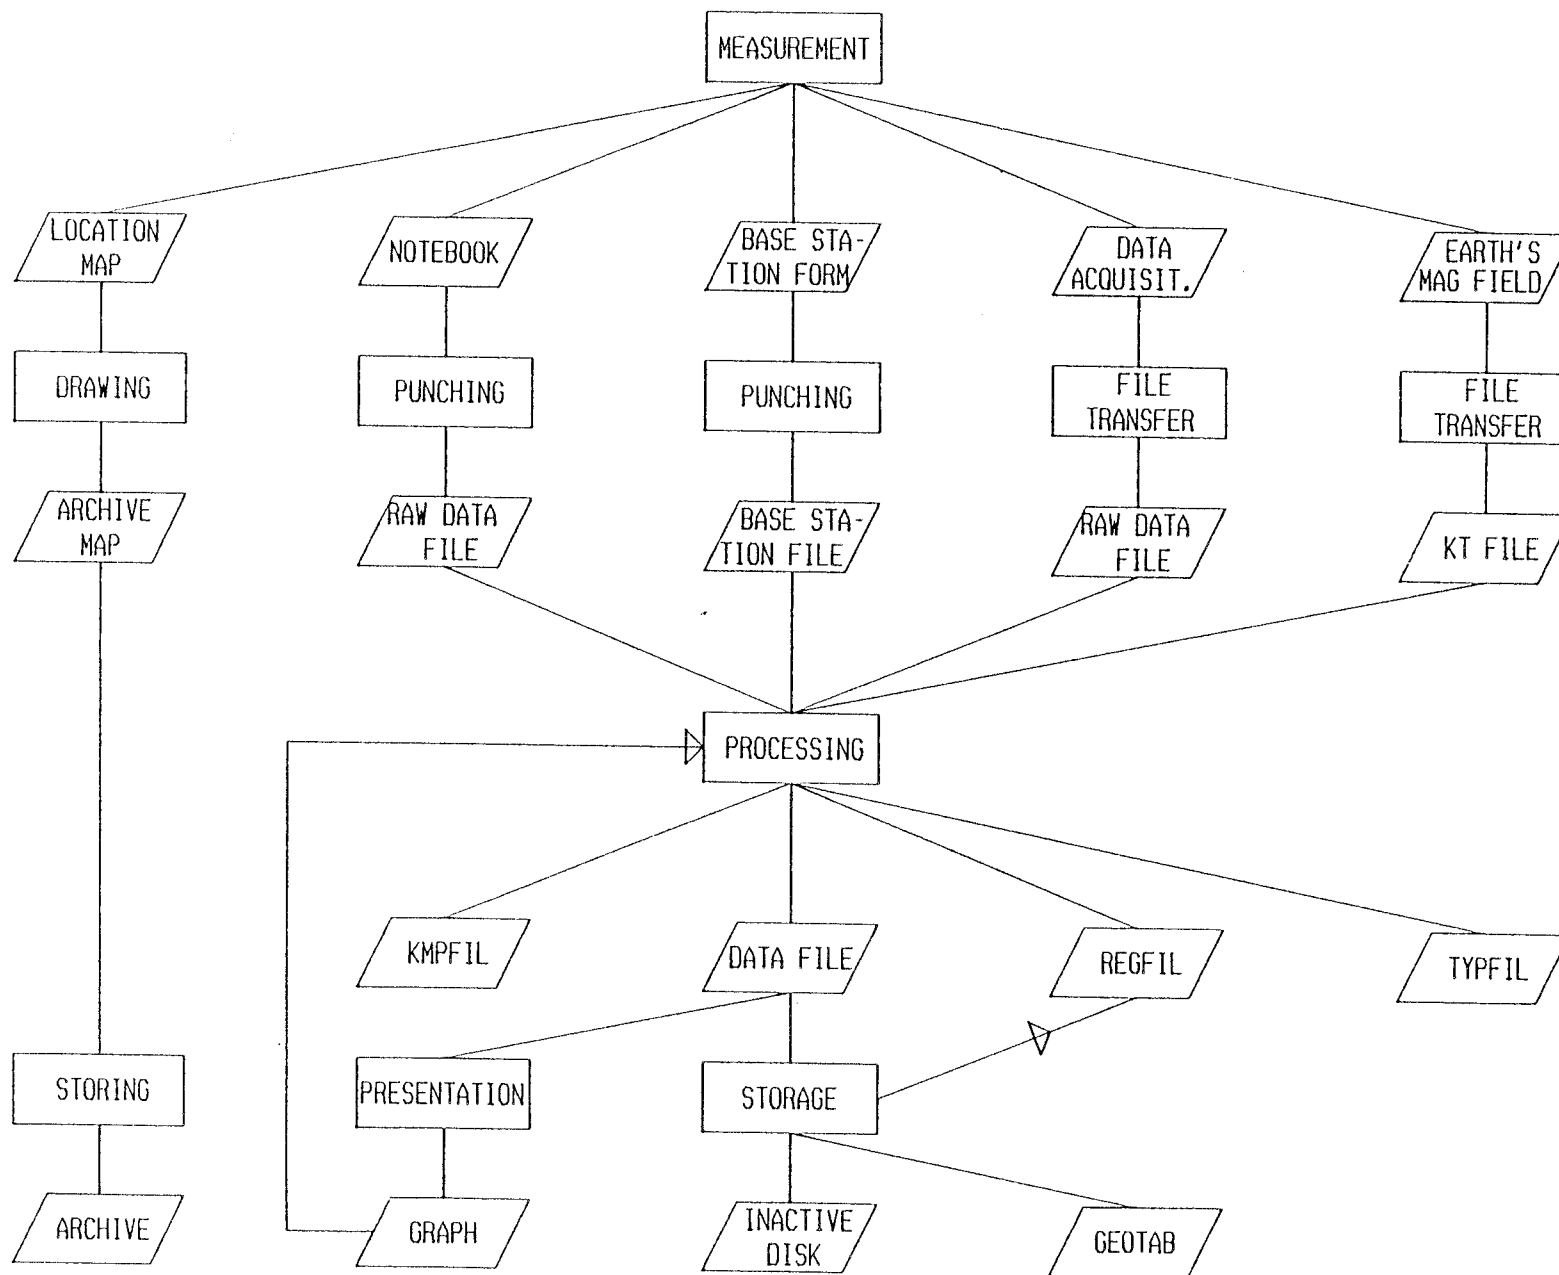 MEASUREMENT
LOCATION
MAP
NOTEBOOK
BASE STA-
TION FORM
DATA
ACQUISIT.
EARTH'S
MAG FIELD
DRAWING
PUNCHING
PUNCHING
FILE
TRANSFER
FILE
TRANSFER
ARCHIVE
MAP
RAW DATA
FILE
BASE STA-
TION FILE
RAW DATA
FILE
KT FILE
PROCESSING
KMPFIL
DATA FILE
REGFIL
TYPFIL
STORING
PRESENTATION
STORAGE
ARCHIVE
GRAPH
INACTIVE
DISK
GEOTAB